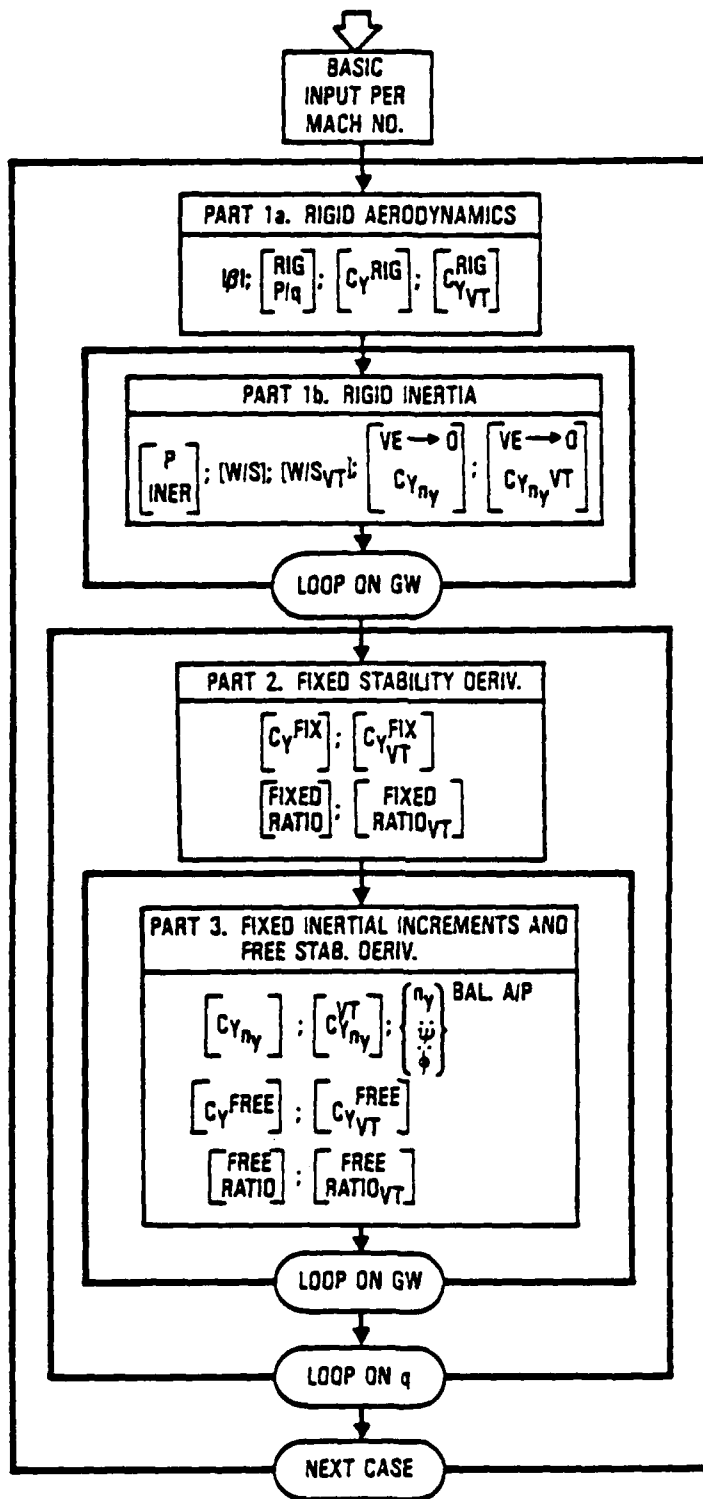 BASIC
INPUT PER
MACH NO.
PART 1a. RIGID AERODYNAMICS
|β|; [RIG P/q]; [C_Y^RIG]; [C_Y_VT^RIG]
PART 1b. RIGID INERTIA
[P INER]; [W/S]; [W/S_VT]; [VE → 0 C_Y_n_y]; [VE → 0 C_Y_n_y^VT]
LOOP ON GW
PART 2. FIXED STABILITY DERIV.
[C_Y^FIX]; [C_Y_VT^FIX]
[FIXED RATIO]; [FIXED RATIO_VT]
PART 3. FIXED INERTIAL INCREMENTS AND
FREE STAB. DERIV.
[C_Y_n_y]; [C_Y_n_y^VT]; {n_y ψ̈ φ̈} BAL. A/P
[C_Y^FREE]; [C_Y_VT^FREE]
[FREE RATIO]; [FREE RATIO_VT]
LOOP ON GW
LOOP ON q
NEXT CASE